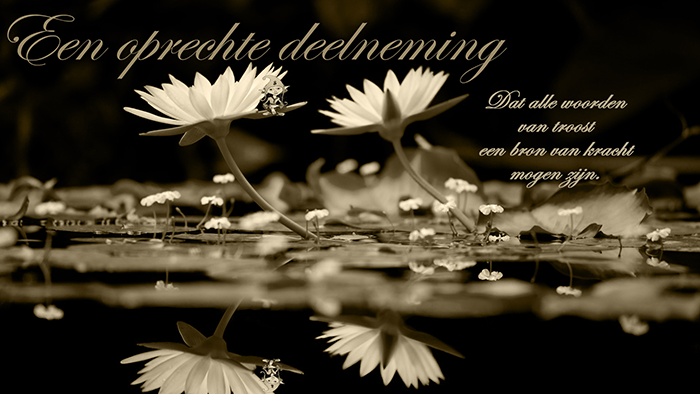 Een oprechte deelneming
Dat alle woorden
van troost
een bron van kracht
mogen zijn.